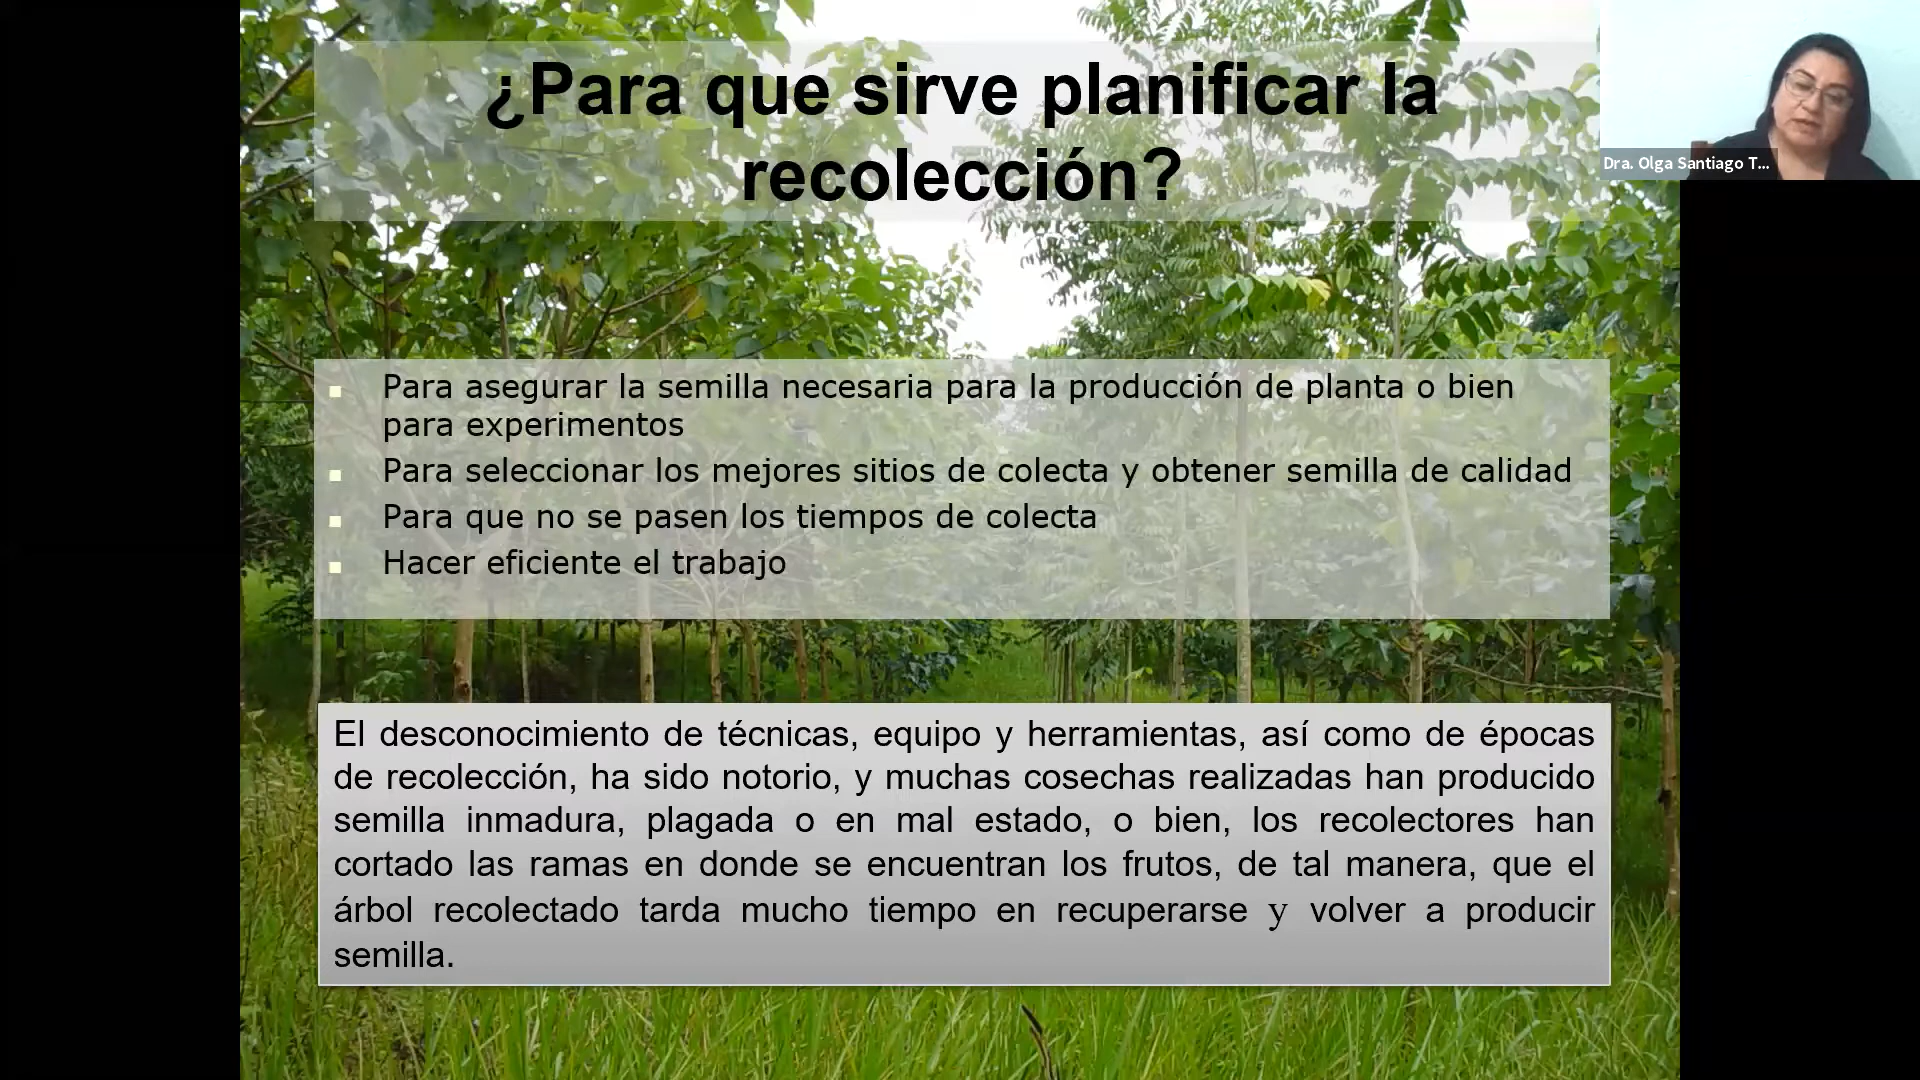 ¿Para que sirve planificar la
recolección?
Dra. Olga Santiago T...
Para asegurar la semilla necesaria para la producción de planta o bien
para experimentos
Para seleccionar los mejores sitios de colecta y obtener semilla de calidad
Para que no se pasen los tiempos de colecta
Hacer eficiente el trabajo
El desconocimiento de técnicas, equipo y herramientas, así como de épocas
de recolección, ha sido notorio, y muchas cosechas realizadas han producido
semilla inmadura, plagada o en mal estado, o bien, los recolectores han
cortado las ramas en donde se encuentran los frutos, de tal manera, que el
árbol recolectado tarda mucho tiempo en recuperarse y volver a producir
semilla.